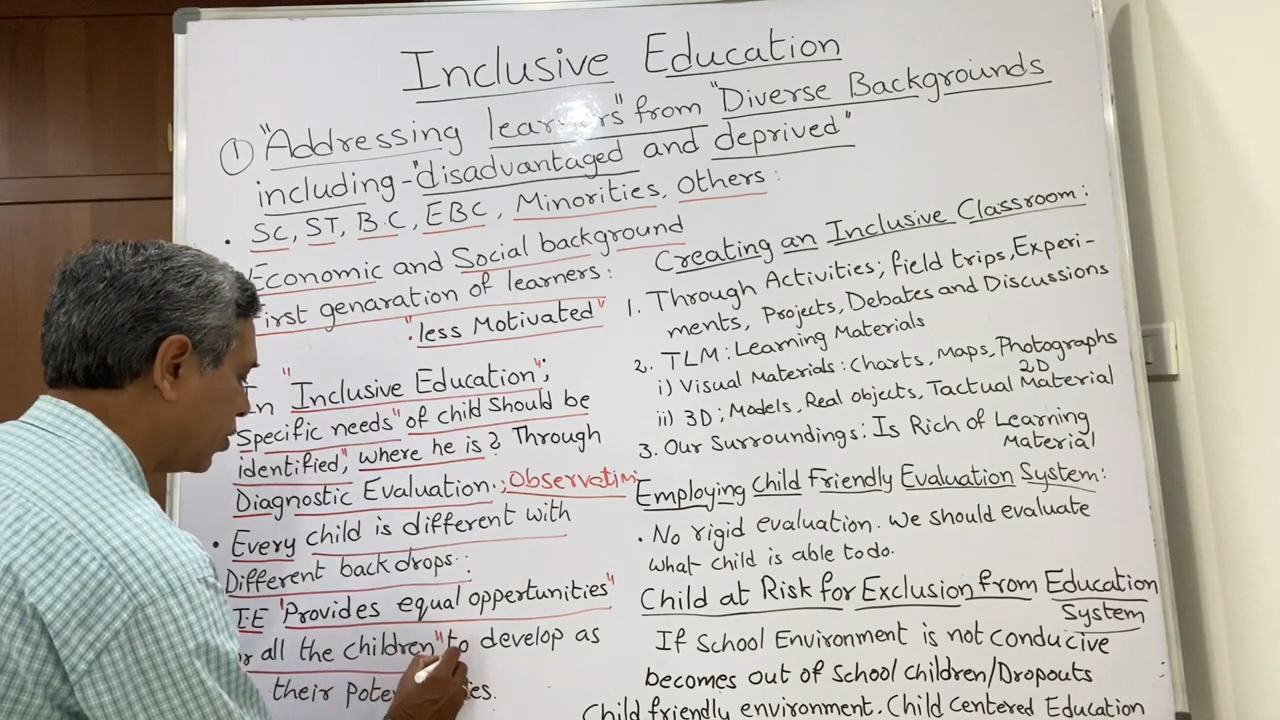 Inclusive Education
① "Addressing learners" from "Diverse Backgrounds
including - "disadvantaged and deprived"
• SC, ST, B.C, EBC, Minorities, Others:
Economic and Social background
First genaration of learners:
"less Motivated"
In "Inclusive Education";
Specific needs" of child should be
identified", where he is? Through
Diagnostic Evaluation.; Observation
• Every child is different with
Different backdrops:
I.E "Provides equal oppertunities"
all the children" to develop as
their
Creating an Inclusive Classroom:
1. Through Activities; field trips, Experi-
ments, Projects, Debates and Discussions
2. TLM: Learning Materials
i) Visual Materials: Charts, Maps, Photographs
2D
ii) 3D; Models, Real objects, Tactual Material
3. Our Surroundings: Is Rich of Learning
Material
Employing Child Friendly Evaluation System:
• No rigid evaluation. We should evaluate
what child is able to do.
Child at Risk for Exclusion from Education
System
If School Environment is not conducive
becomes out of School children/Dropouts
Child friendly environment. Child Centered Education